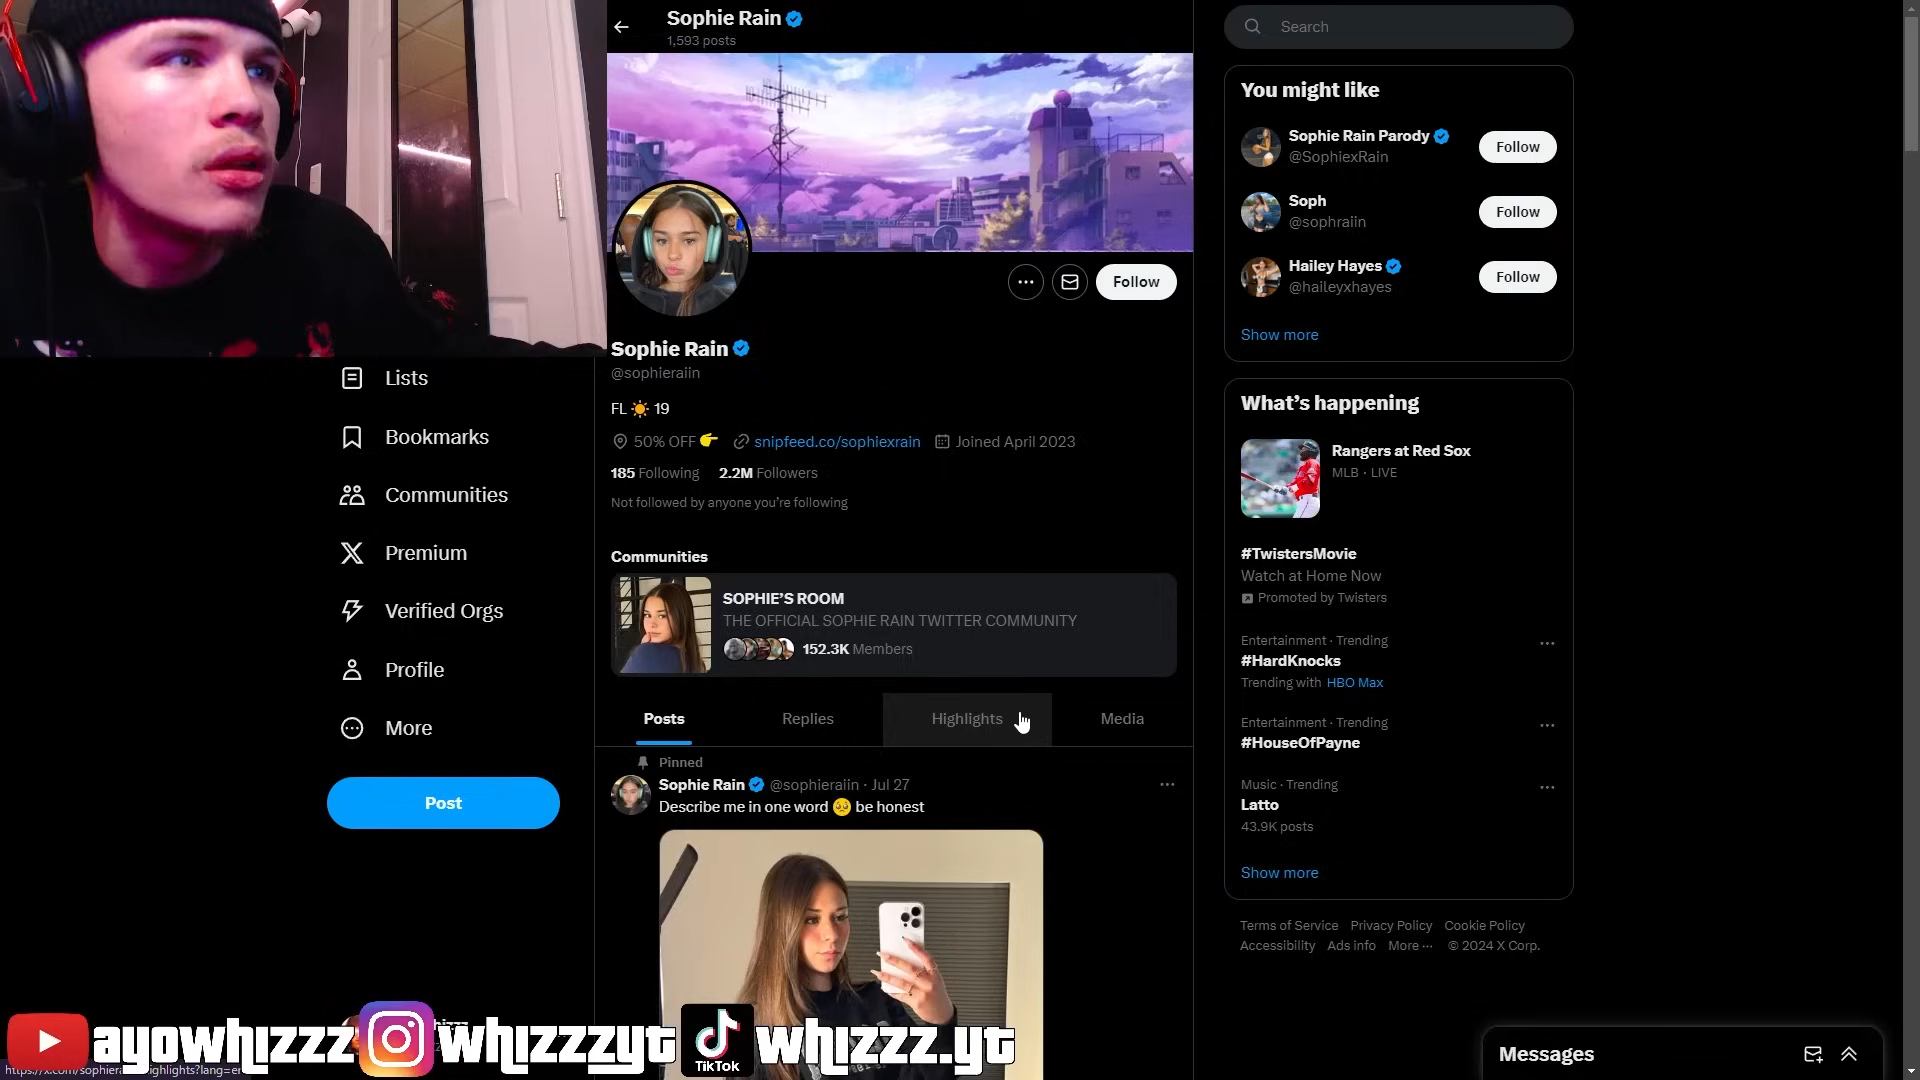 Sophie Rain
1,593 posts
Follow
Sophie Rain
@sophieraiin
FL ☀️ 19
50% OFF 👉 snipfeed.co/sophiexrain Joined April 2023
185 Following 2.2M Followers
Not followed by anyone you're following
Communities
SOPHIE'S ROOM
THE OFFICIAL SOPHIE RAIN TWITTER COMMUNITY
152.3K Members
Posts Replies Highlights Media
Pinned
Sophie Rain @sophieraiin · Jul 27
Describe me in one word 🥺 be honest
Lists
Bookmarks
Communities
Premium
Verified Orgs
Profile
More
Post
Search
You might like
Sophie Rain Parody
@SophiexRain
Follow
Soph
@sophraiin
Follow
Hailey Hayes
@haileyxhayes
Follow
Show more
What's happening
Rangers at Red Sox
MLB · LIVE
#TwistersMovie
Watch at Home Now
Promoted by Twisters
Entertainment · Trending
#HardKnocks
Trending with HBO Max
Entertainment · Trending
#HouseOfPayne
Music · Trending
Latto
43.9K posts
Show more
Terms of Service Privacy Policy Cookie Policy
Accessibility Ads info More ··· © 2024 X Corp.
Messages
ayowhizzz whizzzyt TikTok whizzz.yt